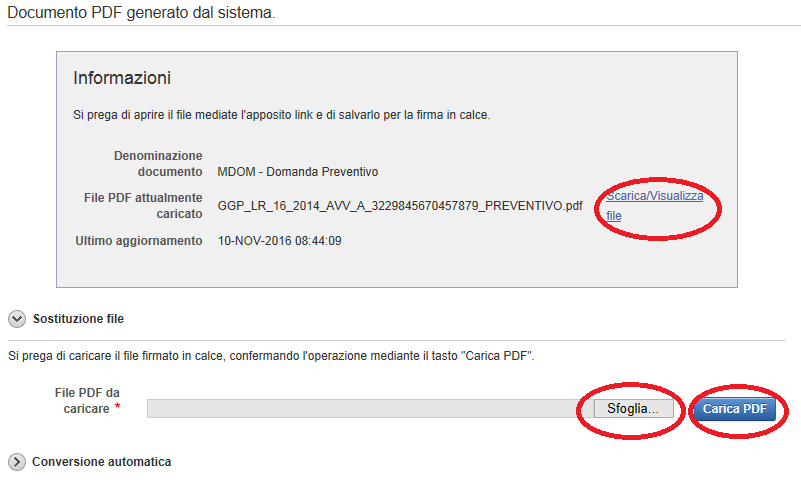 Documento PDF generato dal sistema.
Informazioni
Si prega di aprire il file mediate l'apposito link e di salvarlo per la firma in calce.
Denominazione
documento MDOM - Domanda Preventivo
File PDF attualmente
caricato GGP_LR_16_2014_AVV_A_3229845670457879_PREVENTIVO.pdf Scarica/Visualizza
file
Ultimo aggiornamento 10-NOV-2016 08:44:09
Sostituzione file
Si prega di caricare il file firmato in calce, confermando l'operazione mediante il tasto "Carica PDF".
File PDF da
caricare * Sfoglia... Carica PDF
Conversione automatica